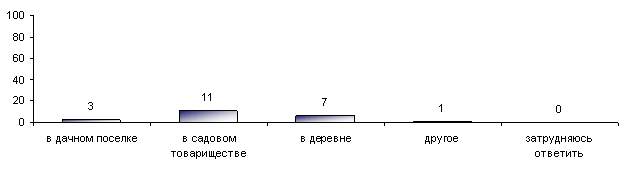 100
80
60
40
20
0
3
11
7
1
0
в дачном поселке
в садовом
товариществе
в деревне
другое
затрудняюсь
ответить